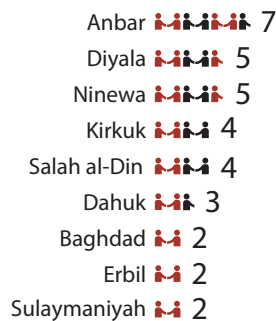 Anbar 7
Diyala 5
Ninewa 5
Kirkuk 4
Salah al-Din 4
Dahuk 3
Baghdad 2
Erbil 2
Sulaymaniyah 2